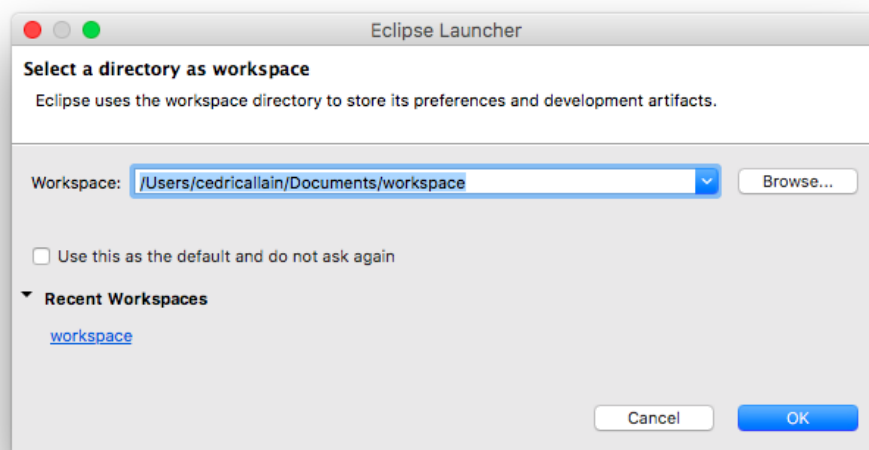 Eclipse Launcher
Select a directory as workspace
Eclipse uses the workspace directory to store its preferences and development artifacts.
Workspace: /Users/cedricallain/Documents/workspace Browse...
Use this as the default and do not ask again
Recent Workspaces
workspace
Cancel OK